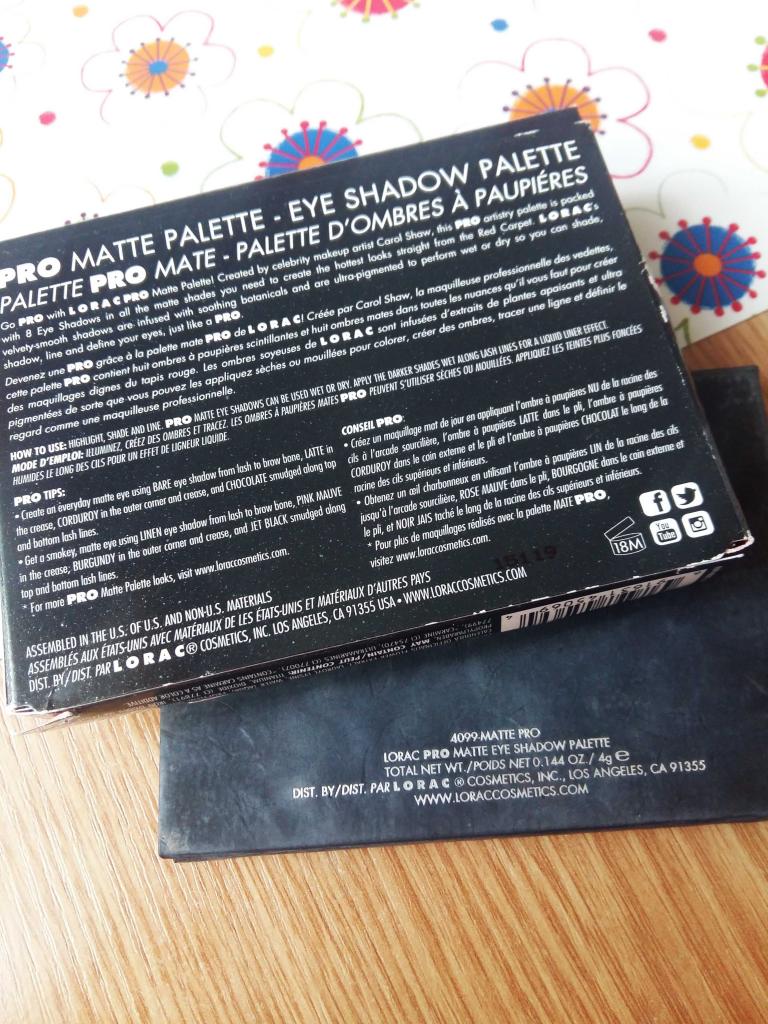 PRO MATTE PALETTE - EYE SHADOW PALETTE
PALETTE PRO MATE - PALETTE D'OMBRES À PAUPIÉRES
Go PRO with LORAC PRO Matte Palette! Created by celebrity makeup artist Carol Shaw, this PRO artistry palette is packed
with 8 Eye Shadows in all the matte shades you need to create the hottest looks straight from the Red Carpet. LORAC's
velvety-smooth shadows are infused with soothing botanicals and are ultra-pigmented to perform wet or dry so you can shade,
shadow, line and define your eyes, just like a PRO.
Devenez une PRO grâce à la palette mate PRO de LORAC! Créée par Carol Shaw, la maquilleuse professionnelle des vedettes,
cette palette PRO contient huit ombres à paupières scintillantes et huit ombres mates dans toutes les nuances qu'il vous faut pour créer
des maquillages dignes du tapis rouge. Les ombres soyeuses de LORAC sont infusées d'extraits de plantes apaisants et ultra
pigmentées de sorte que vous pouvez les appliquez sèches ou mouillées pour colorer, créer des ombres, tracer une ligne et définir le
regard comme une maquilleuse professionnelle.
HOW TO USE: HIGHLIGHT, SHADE AND LINE. PRO MATTE EYE SHADOWS CAN BE USED WET OR DRY. APPLY THE DARKER SHADES WET ALONG LASH LINES FOR A LIQUID LINER EFFECT.
MODE D'EMPLOI: ILLUMINEZ, CRÉEZ DES OMBRES ET TRACEZ. LES OMBRES À PAUPIÈRES MATES PRO PEUVENT S'UTILISER SÈCHES OU MOUILLÉES. APPLIQUEZ LES TEINTES PLUS FONCÉES
HUMIDES LE LONG DES CILS POUR UN EFFET DE LIGNEUR LIQUIDE.
PRO TIPS:
• Create an everyday matte eye using BARE eye shadow from lash to brow bone, LATTE in
the crease, CORDUROY in the outer corner and crease, and CHOCOLATE smudged along top
and bottom lash lines.
• Get a smokey, matte eye using LINEN eye shadow from lash to brow bone, PINK MAUVE
in the crease; BURGUNDY in the outer corner and crease, and JET BLACK smudged along
top and bottom lash lines.
* For more PRO Matte Palette looks, visit www.loraccosmetics.com.
CONSEIL PRO:
• Créez un maquillage mat de jour en appliquant l'ombre à paupières NU de la racine des
cils à l'arcade sourcilière, l'ombre à paupières LATTE dans le pli, l'ombre à paupières
CORDUROY dans le coin externe et le pli et l'ombre à paupières CHOCOLAT le long de la
racine des cils supérieurs et inférieurs.
• Obtenez un œil charbonneux en utilisant l'ombre à paupières LIN de la racine des cils
jusqu'à l'arcade sourcilière, ROSE MAUVE dans le pli, BOURGOGNE dans le coin externe et
le pli, et NOIR JAIS taché le long de la racine des cils supérieurs et inférieurs.
* Pour plus de maquillages réalisés avec la palette MATE PRO,
visitez www.loraccosmetics.com.
15119
18M
You Tube
ASSEMBLED IN THE U.S. OF U.S. AND NON-U.S. MATERIALS
ASSEMBLÉS AUX ÉTATS-UNIS AVEC MATÉRIAUX DE LES ÉTATS-UNIS ET MATÉRIAUX D'AUTRES PAYS
DIST. BY/DIST. PAR LORAC® COSMETICS, INC. LOS ANGELES, CA 91355 USA • WWW.LORACCOSMETICS.COM
4099-MATTE PRO
LORAC PRO MATTE EYE SHADOW PALETTE
TOTAL NET WT./POIDS NET 0.144 OZ./ 4g e
DIST. BY/DIST. PAR LORAC® COSMETICS, INC., LOS ANGELES, CA 91355
WWW.LORACCOSMETICS.COM